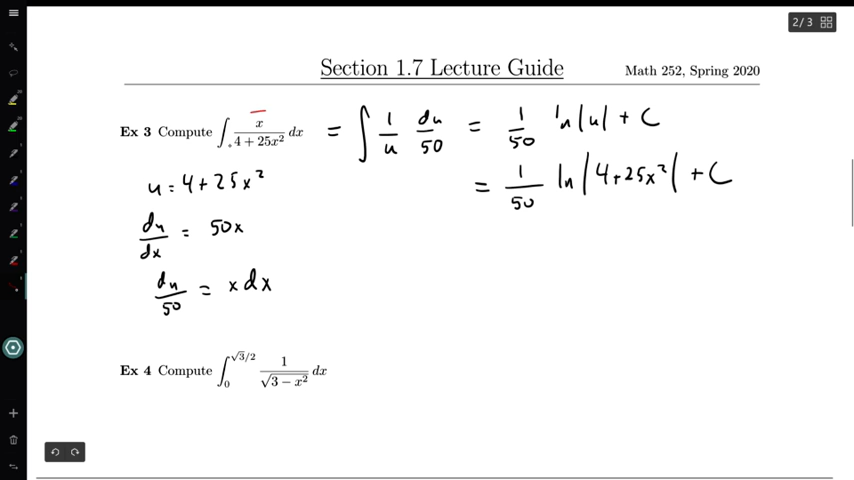 2/3
Section 1.7 Lecture Guide
Math 252, Spring 2020
Ex 3 Compute ∫ x/(4 + 25x²) dx = ∫ 1/u du/50 = 1/50 ln|u| + C
u = 4+25x²
= 1/50 ln|4+25x²| + C
du/dx = 50x
du/50 = x dx
Ex 4 Compute ∫₀^(√3/2) 1/√(3 − x²) dx